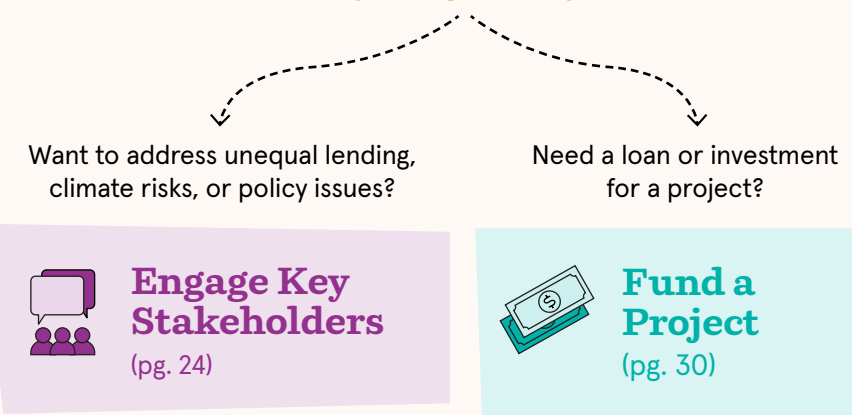 Want to address unequal lending,
climate risks, or policy issues?
Need a loan or investment
for a project?
Engage Key
Stakeholders
(pg. 24)
Fund a
Project
(pg. 30)